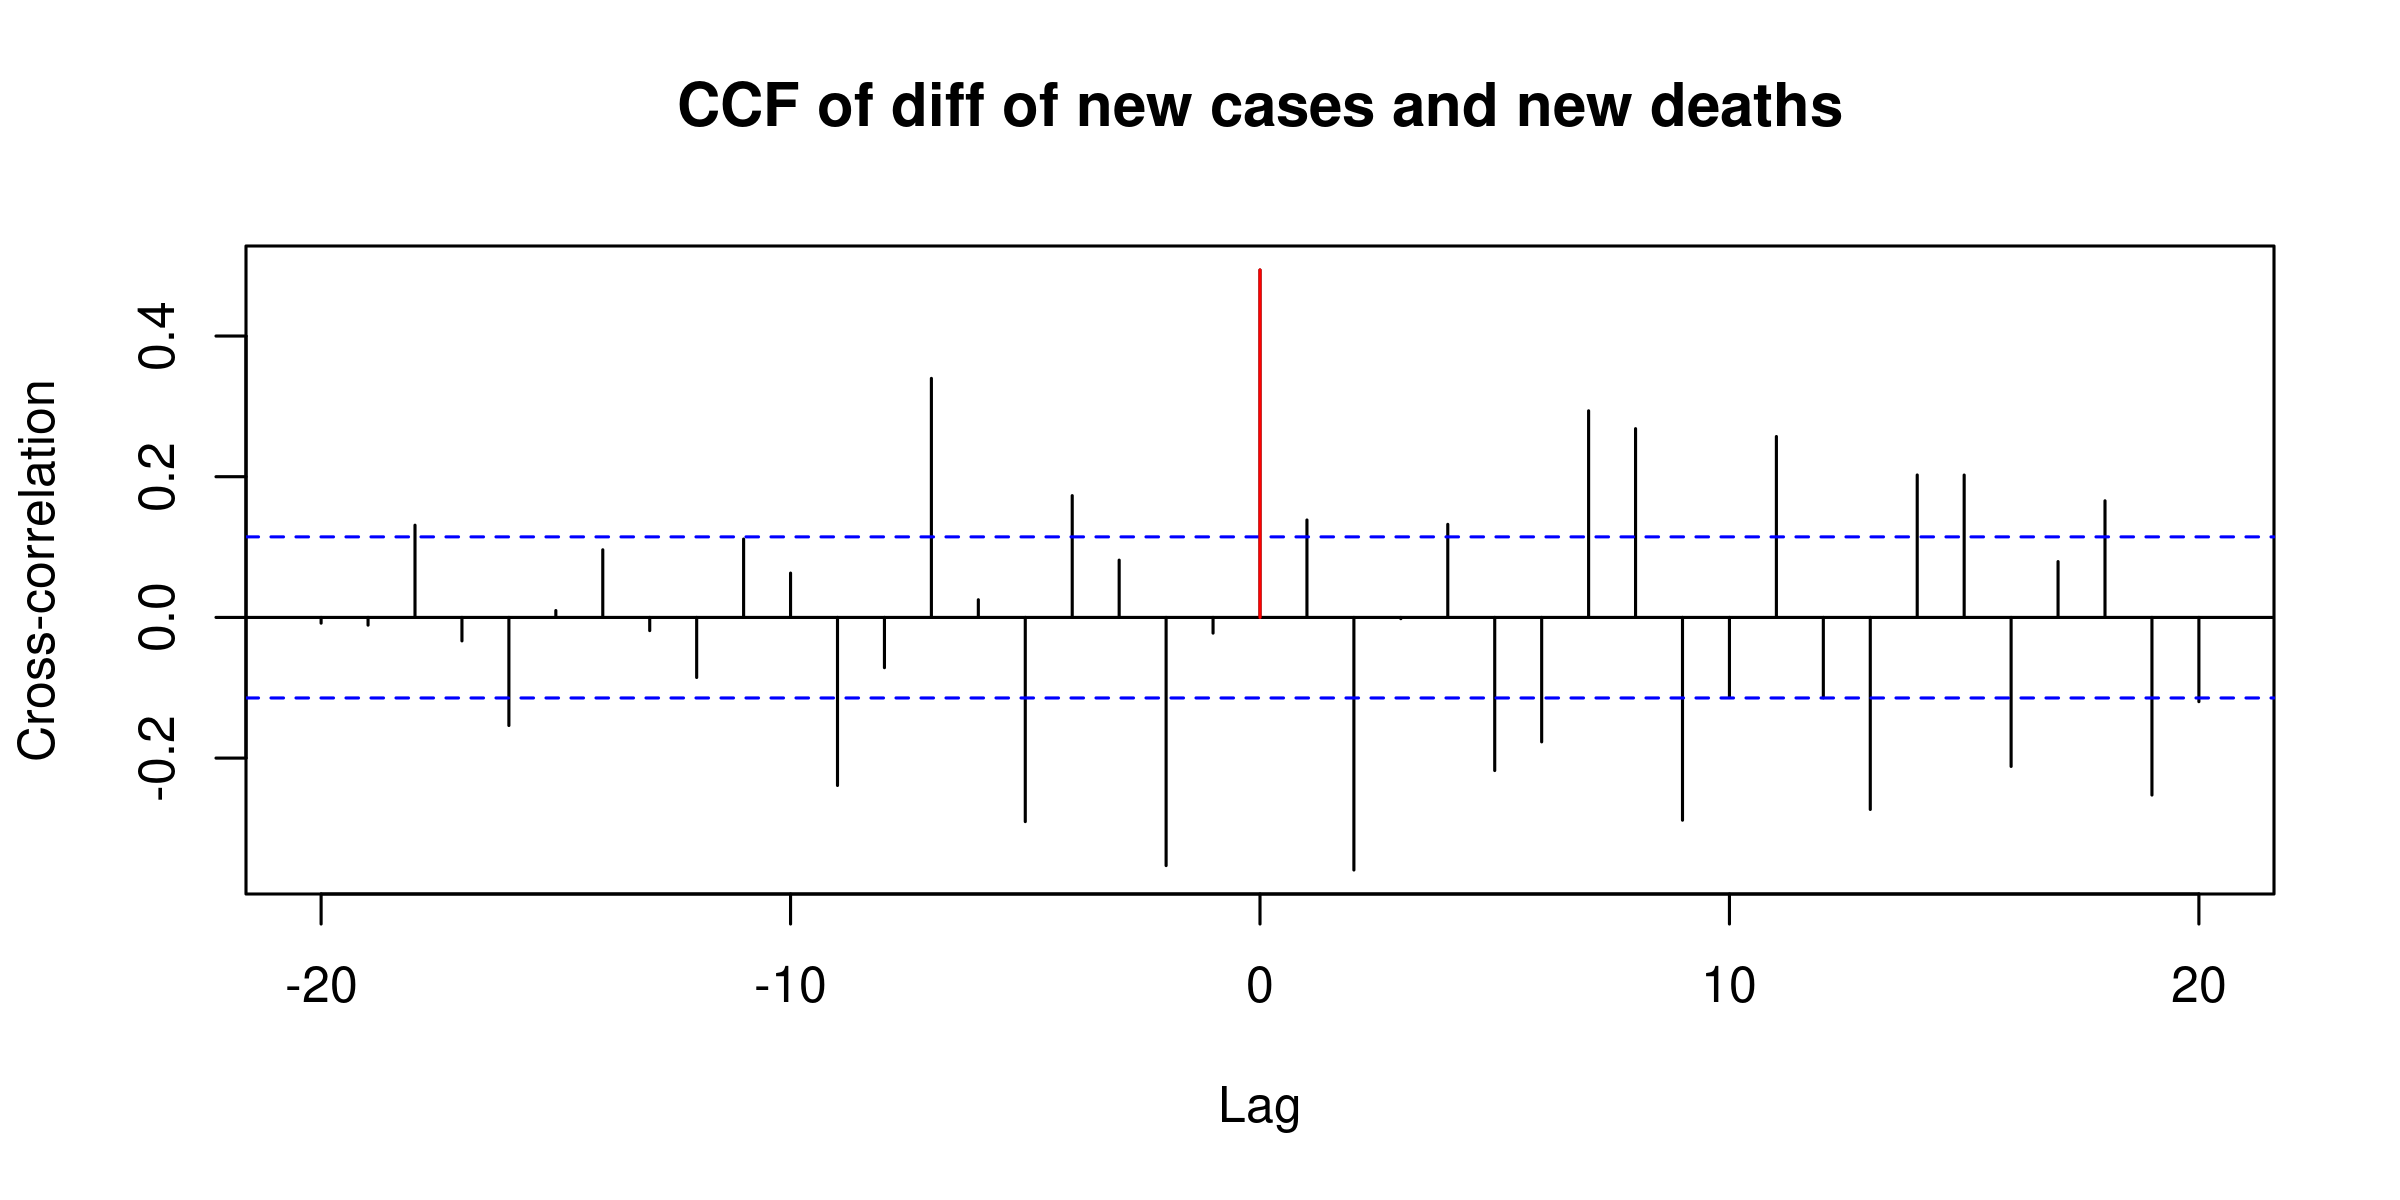 CCF of diff of new cases and new deaths
Cross-correlation
0.4
0.2
0.0
-0.2
-20 -10 0 10 20
Lag